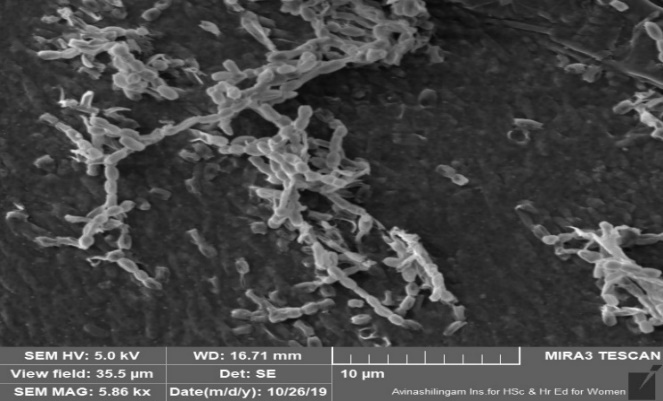 SEM HV: 5.0 kV
WD: 16.71 mm
MIRA3 TESCAN
View field: 35.5 µm
Det: SE
10 µm
SEM MAG: 5.86 kx
Date(m/d/y): 10/26/19
Avinashilingam Ins for HSc & Hr Ed for Women